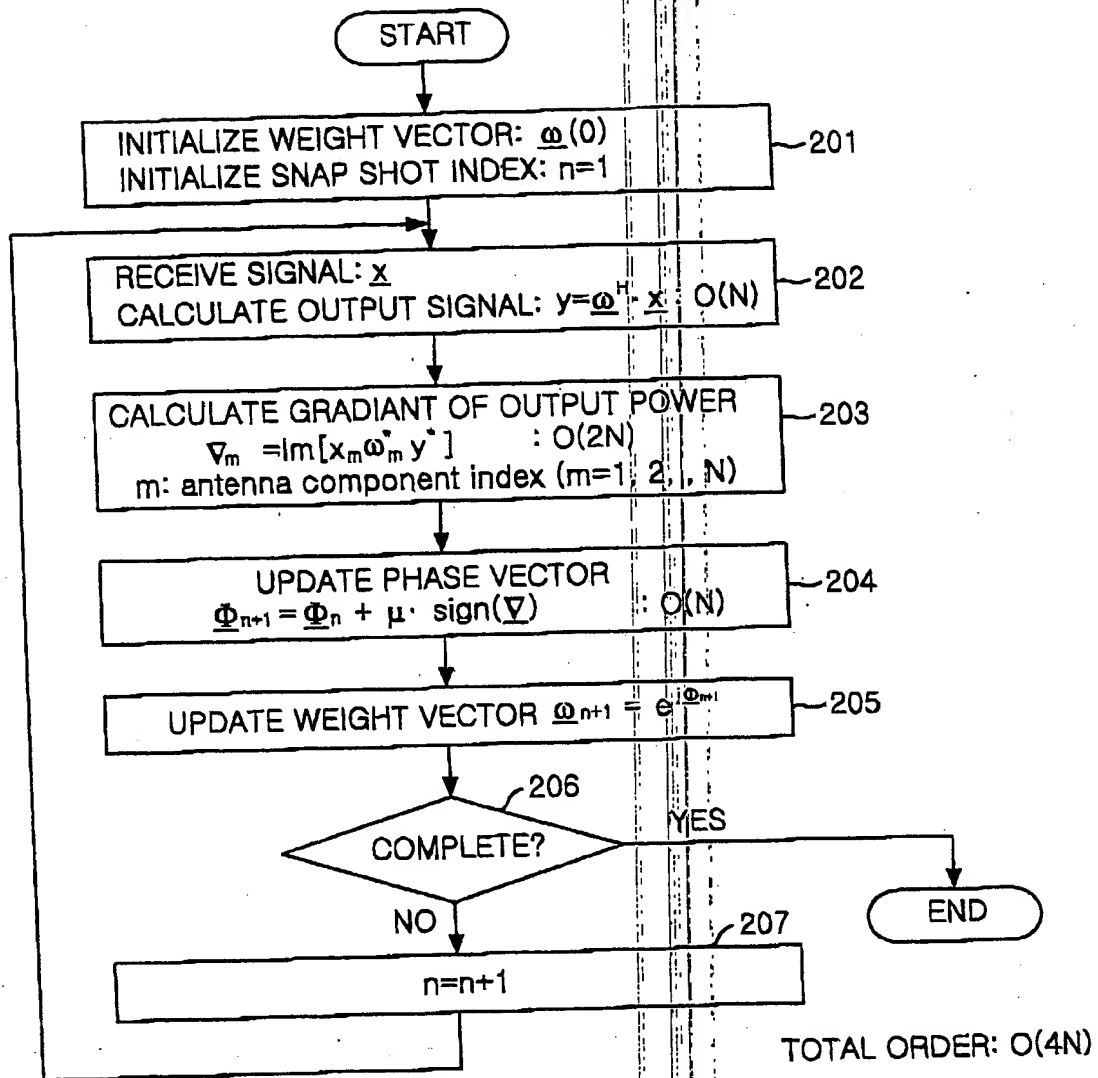 START
INITIALIZE WEIGHT VECTOR: ω(0)
INITIALIZE SNAP SHOT INDEX: n=1
201
RECEIVE SIGNAL: x
CALCULATE OUTPUT SIGNAL: y=ω^H · x : O(N)
202
CALCULATE GRADIANT OF OUTPUT POWER
∇m =Im[xmω*m y*] : O(2N)
m: antenna component index (m=1, 2, , N)
203
UPDATE PHASE VECTOR
Φn+1 = Φn + μ· sign(∇) : O(N)
204
UPDATE WEIGHT VECTOR ωn+1 = e^jΦn+1
205
206
COMPLETE?
YES
END
NO
207
n=n+1
TOTAL ORDER: O(4N)